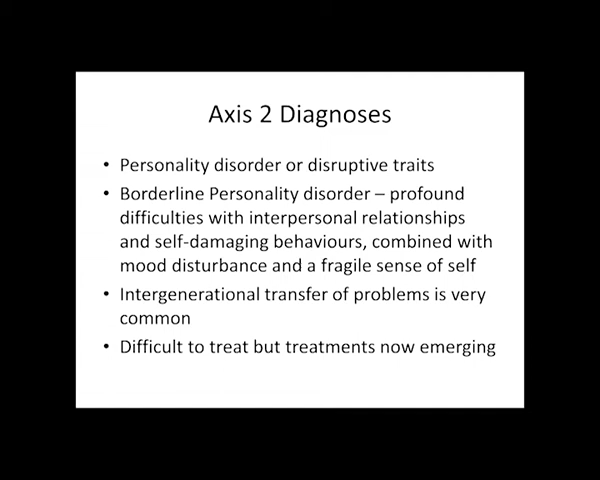 Axis 2 Diagnoses
• Personality disorder or disruptive traits
• Borderline Personality disorder – profound
difficulties with interpersonal relationships
and self-damaging behaviours, combined with
mood disturbance and a fragile sense of self
• Intergenerational transfer of problems is very
common
• Difficult to treat but treatments now emerging